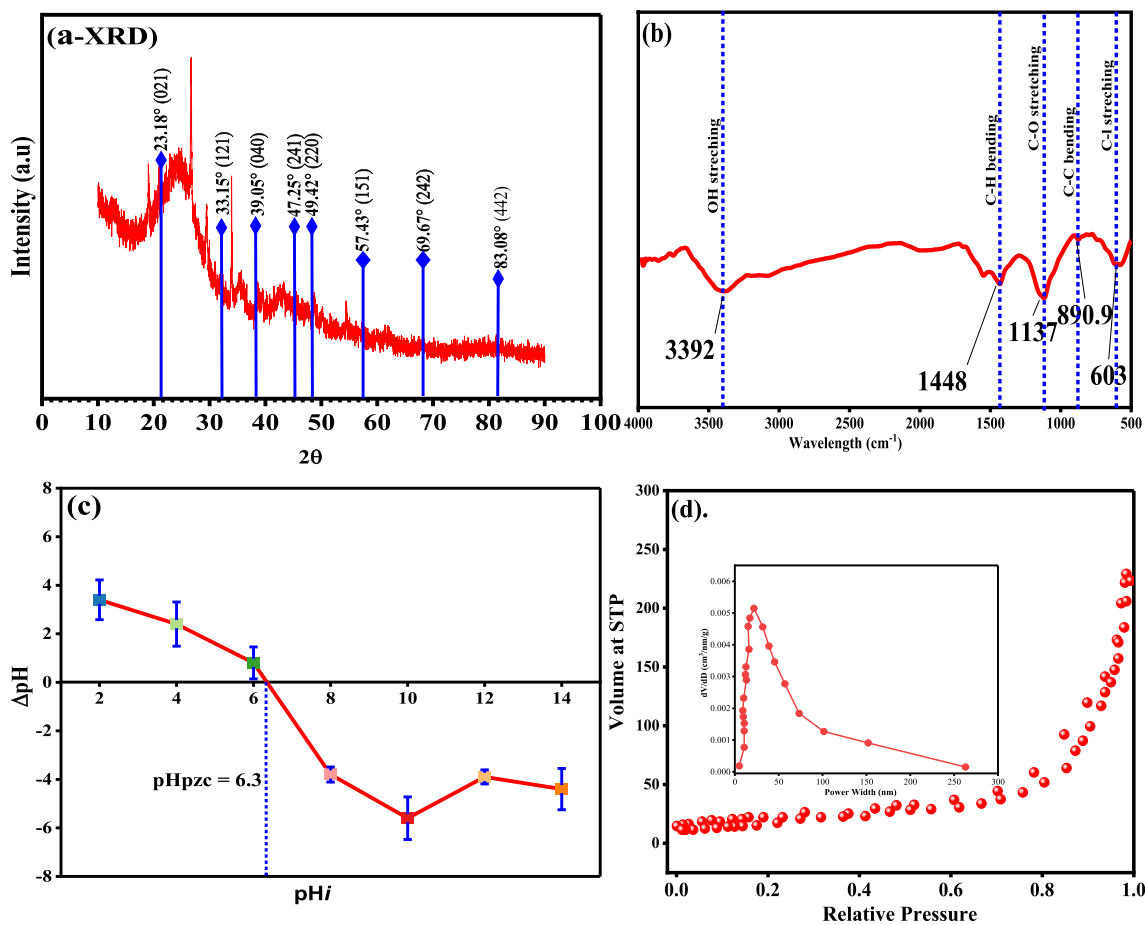 (a-XRD)
Intensity (a.u)
23.18° (021)
33.15° (121)
39.05° (040)
47.25° (241)
49.42° (220)
57.43° (151)
69.67° (242)
83.08° (442)
0 10 20 30 40 50 60 70 80 90 100
2θ
(b)
OH streching
C-H bending
C-O stretching
C-C bending
C-I streching
3392
1448
1137
890.9
603
4000 3500 3000 2500 2000 1500 1000 500
Wavelength (cm-1)
(c)
ΔpH
8
6
4
2
0
-2
-4
-6
-8
2 4 6 8 10 12 14
pHpzc = 6.3
pHi
(d).
Volume at STP
300
250
200
150
100
50
0
0.0 0.2 0.4 0.6 0.8 1.0
Relative Pressure
dV/dD (cm3/nm/g)
0.006
0.005
0.004
0.003
0.002
0.001
0.000
0 50 100 150 200 250 300
Power Width (nm)